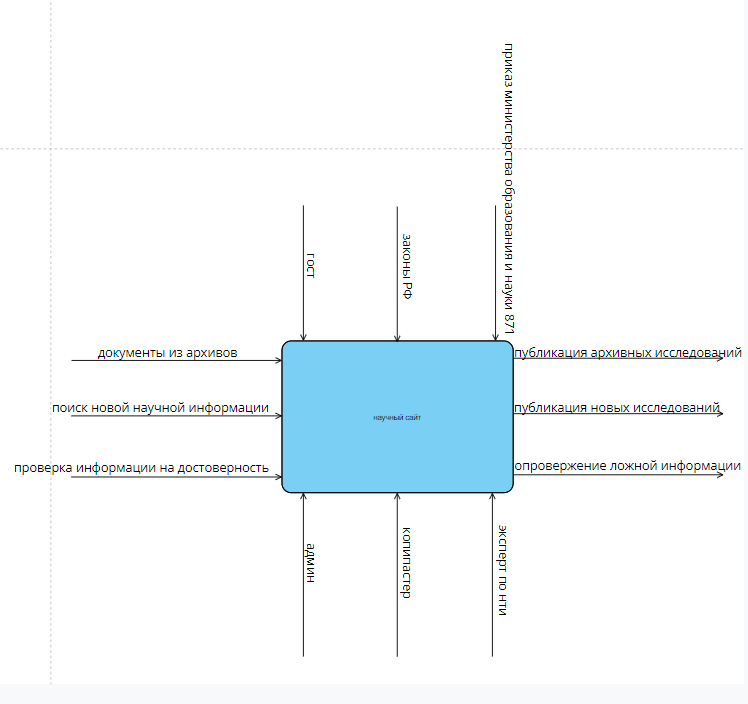 приказ министерства образования и науки 871
гост
законы РФ
документы из архивов
поиск новой научной информации
проверка информации на достоверность
научный сайт
публикация архивных исследований
публикация новых исследований
опровержение ложной информации
админ
копипастер
эксперт по нти